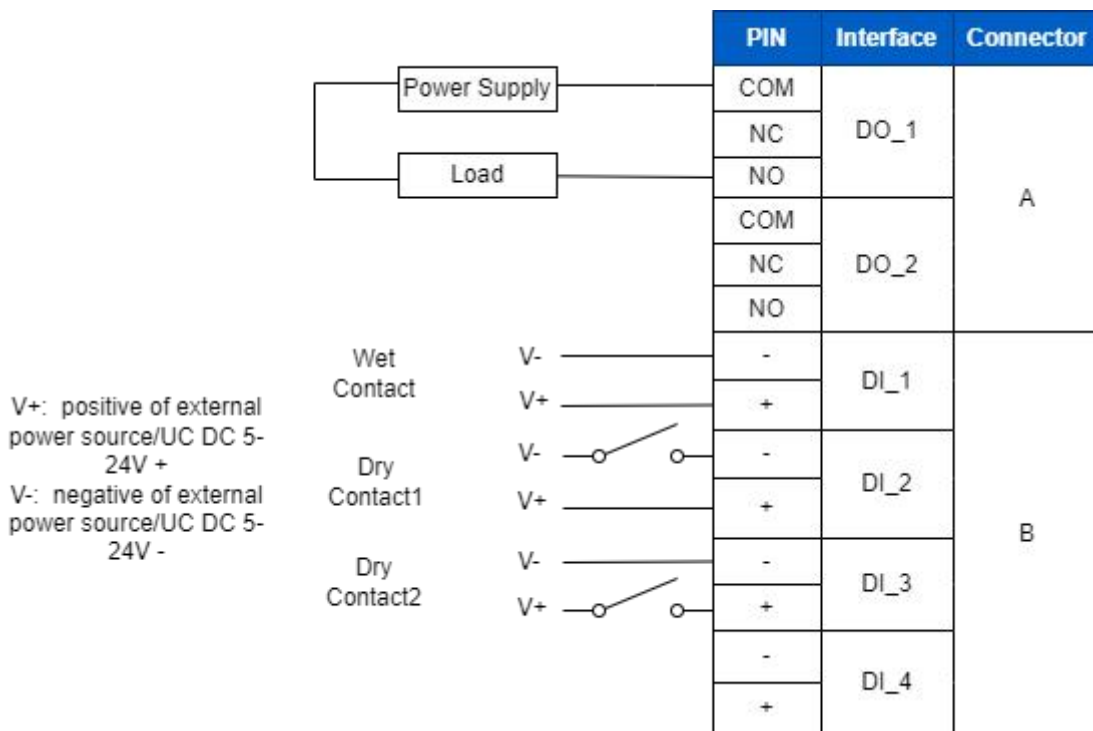 PIN Interface Connector
Power Supply
COM
NC
DO_1
Load
NO
A
COM
NC
DO_2
NO
Wet
Contact
V-
-
V+
+
DI_1
V+: positive of external
power source/UC DC 5-
24V +
V-: negative of external
power source/UC DC 5-
24V -
Dry
Contact1
V-
-
V+
+
DI_2
B
Dry
Contact2
V-
-
V+
+
DI_3
-
+
DI_4